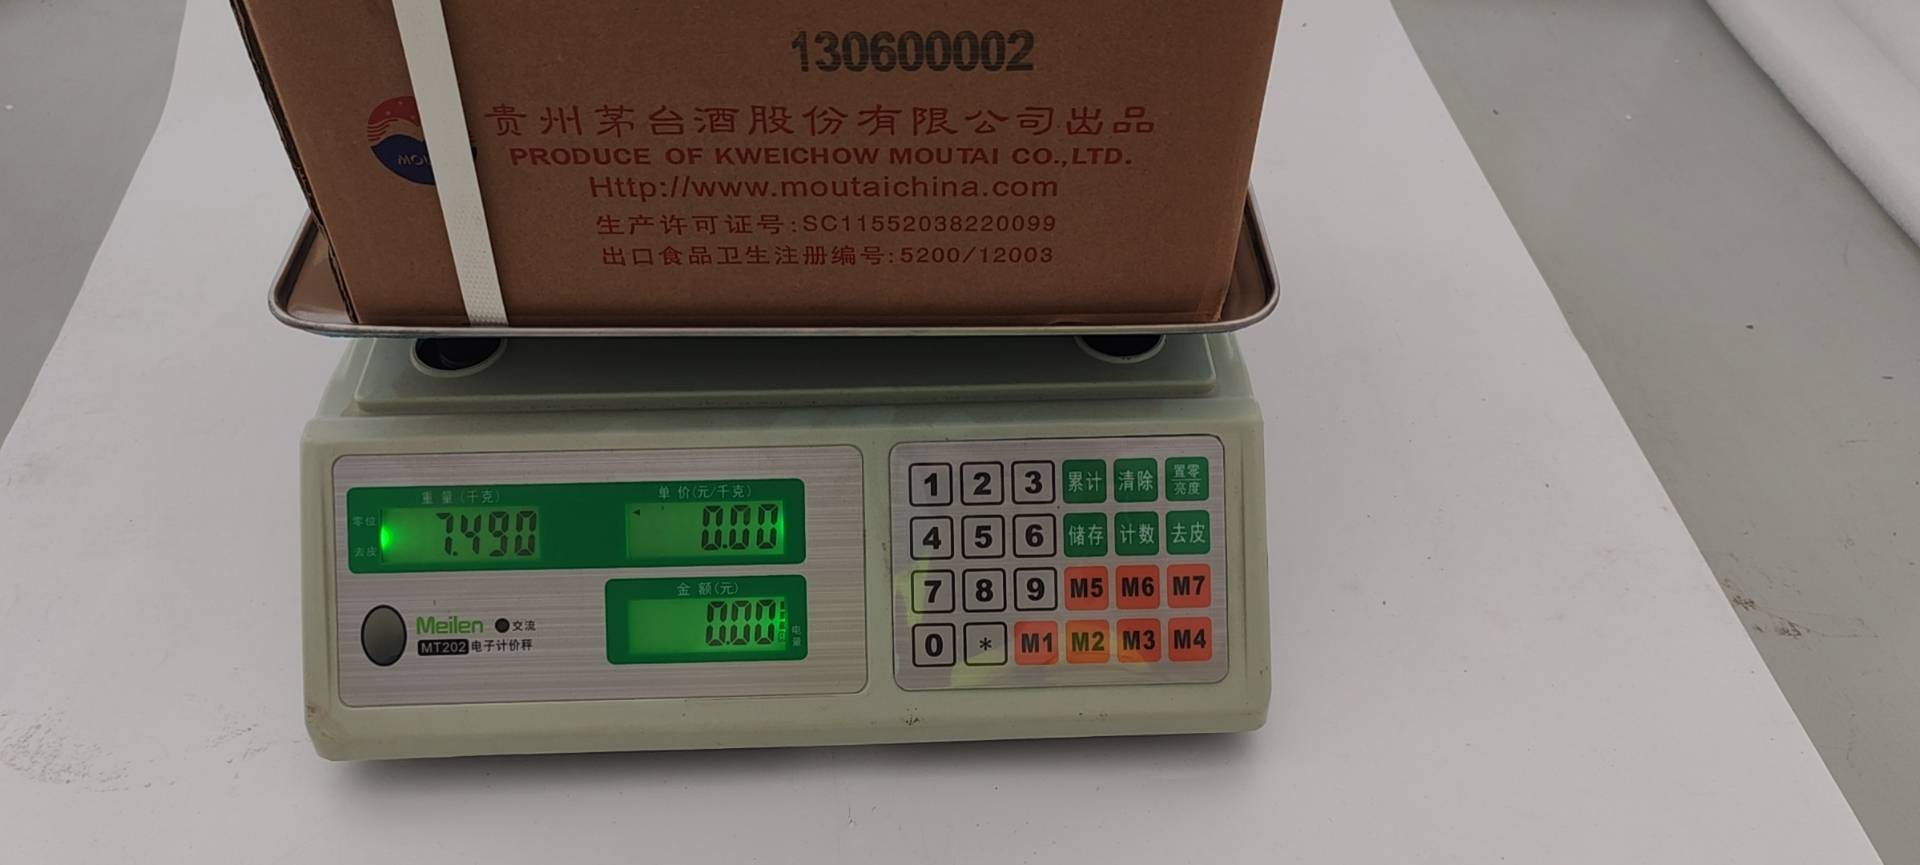 130600002
贵州茅台酒股份有限公司出品
PRODUCE OF KWEICHOW MOUTAI CO.,LTD.
Http://www.moutaichina.com
生产许可证号:SC11552038220099
出口食品卫生注册编号:5200/12003
重量(千克)
单价(元/千克)
零位
去皮
7.490
0.00
金额(元)
0.00
电量
Meilen
交流
MT202 电子计价秤
1 2 3 累计 清除 置零 亮度
4 5 6 储存 计数 去皮
7 8 9 M5 M6 M7
0 * M1 M2 M3 M4